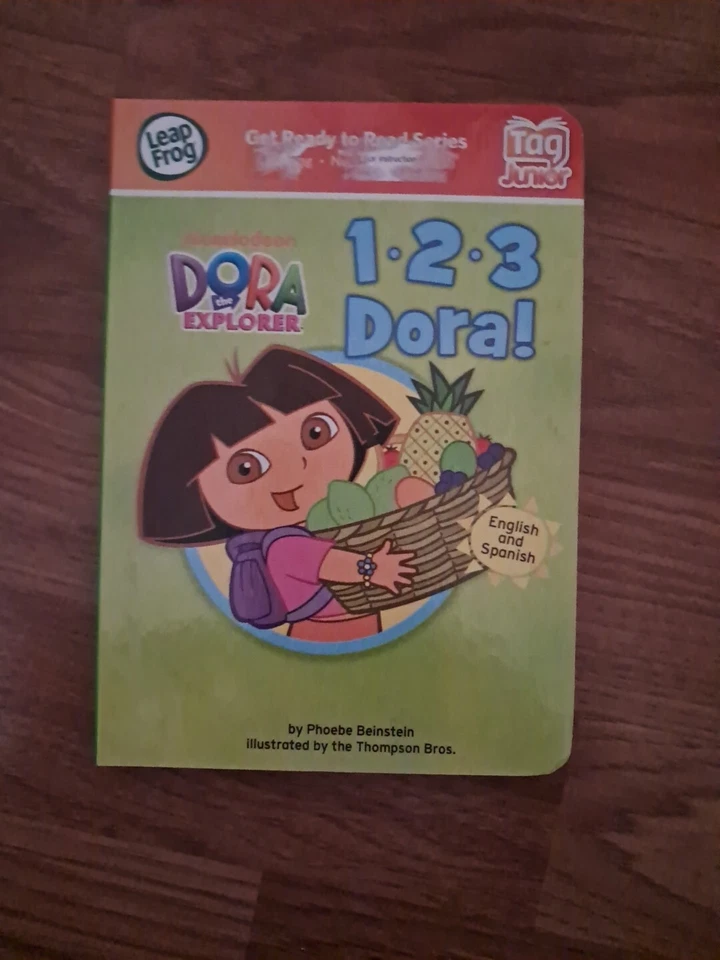 Leap
Frog
Get Ready to Read Series
Tag
Junior
nickelodeon
DORA
the
EXPLORER
1·2·3
Dora!
English
and
Spanish
by Phoebe Beinstein
illustrated by the Thompson Bros.